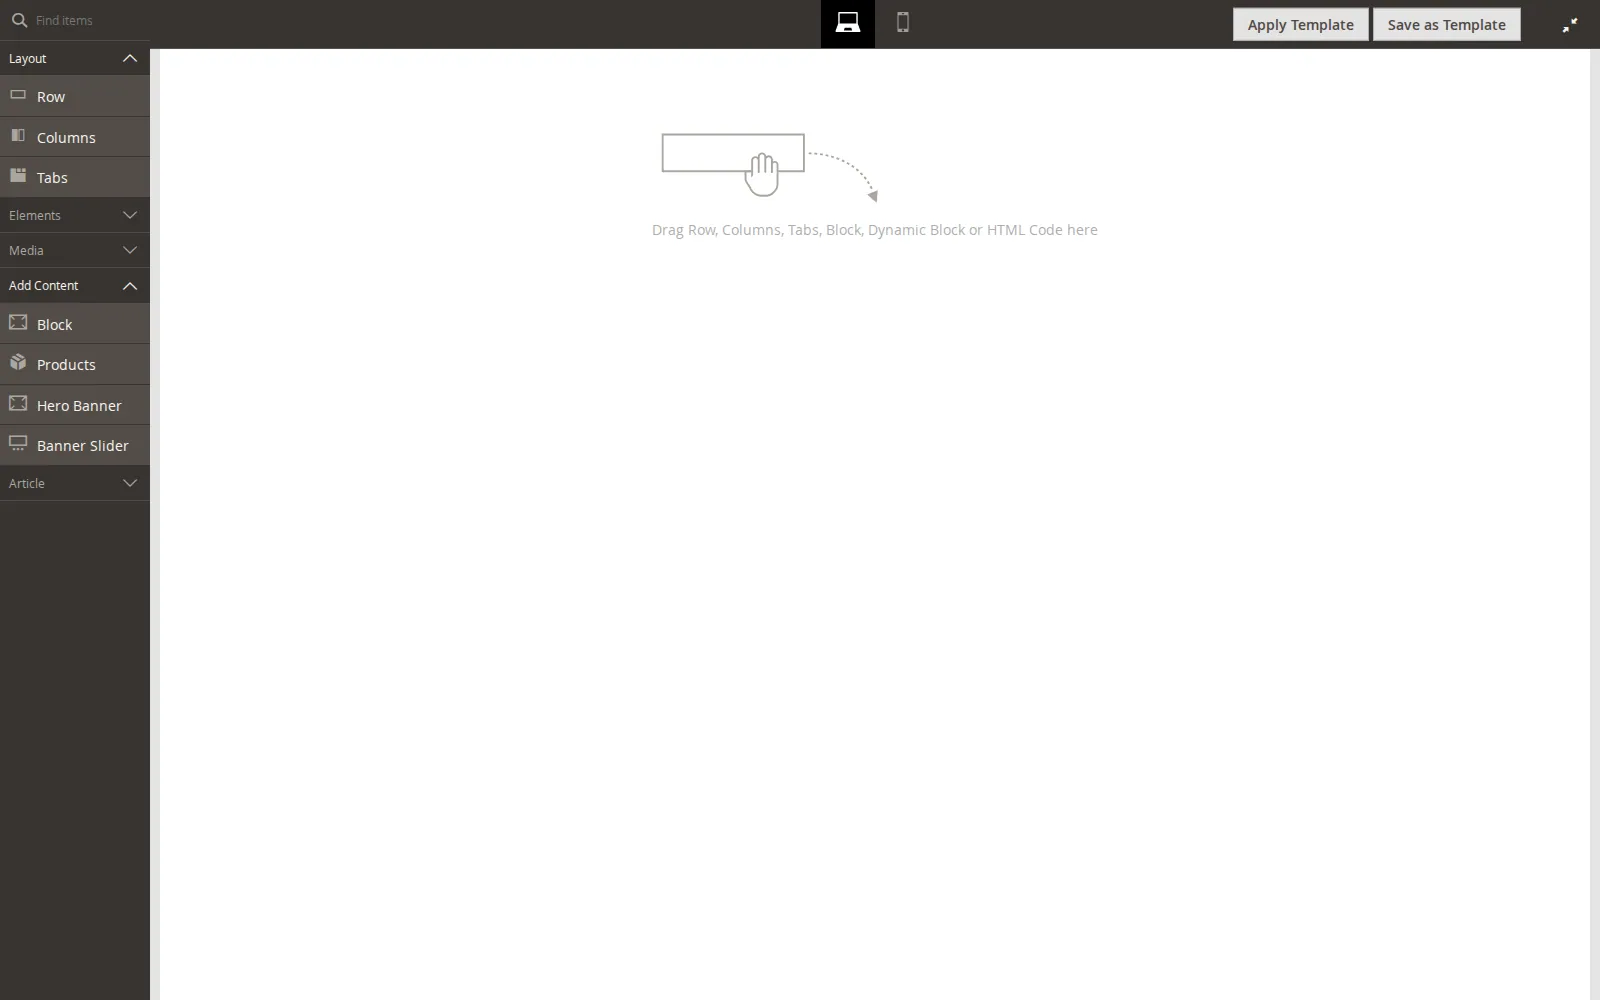 Find items
Apply Template
Save as Template
Layout
Row
Columns
Tabs
Elements
Media
Add Content
Block
Products
Hero Banner
Banner Slider
Article
Drag Row, Columns, Tabs, Block, Dynamic Block or HTML Code here